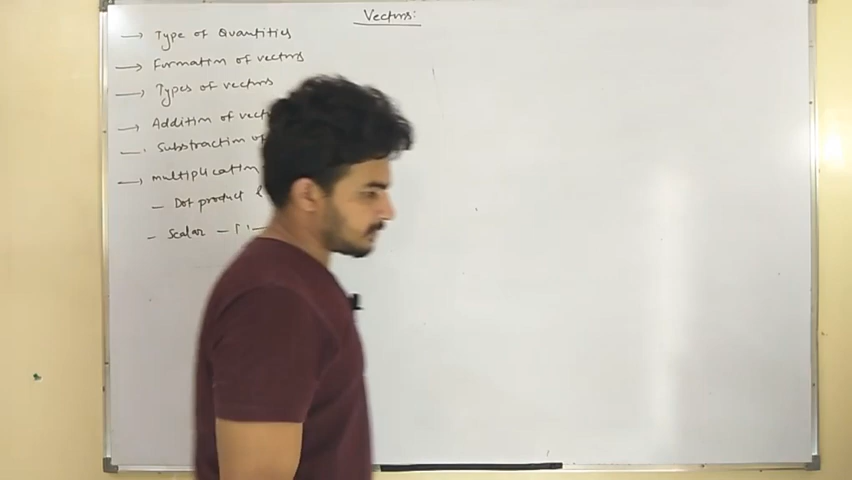 Vectors:
→ Type of Quantities
→ Formation of vectors
→ Types of vectors
→ Addition of vect
— Substraction of
→ multiplication
– Dot product &
– Scalar –